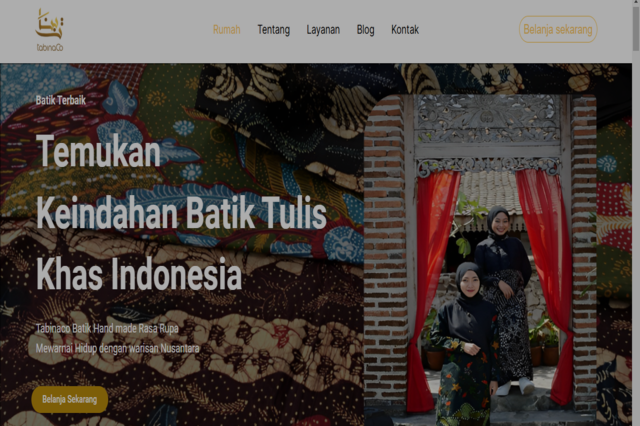 TabinaCo
Rumah
Tentang
Layanan
Blog
Kontak
Belanja sekarang
Batik Terbaik
Temukan
Keindahan Batik Tulis
Khas Indonesia
Tabinaco Batik Hand made Rasa Rupa
Mewarnai Hidup dengan warisan Nusantara
Belanja Sekarang